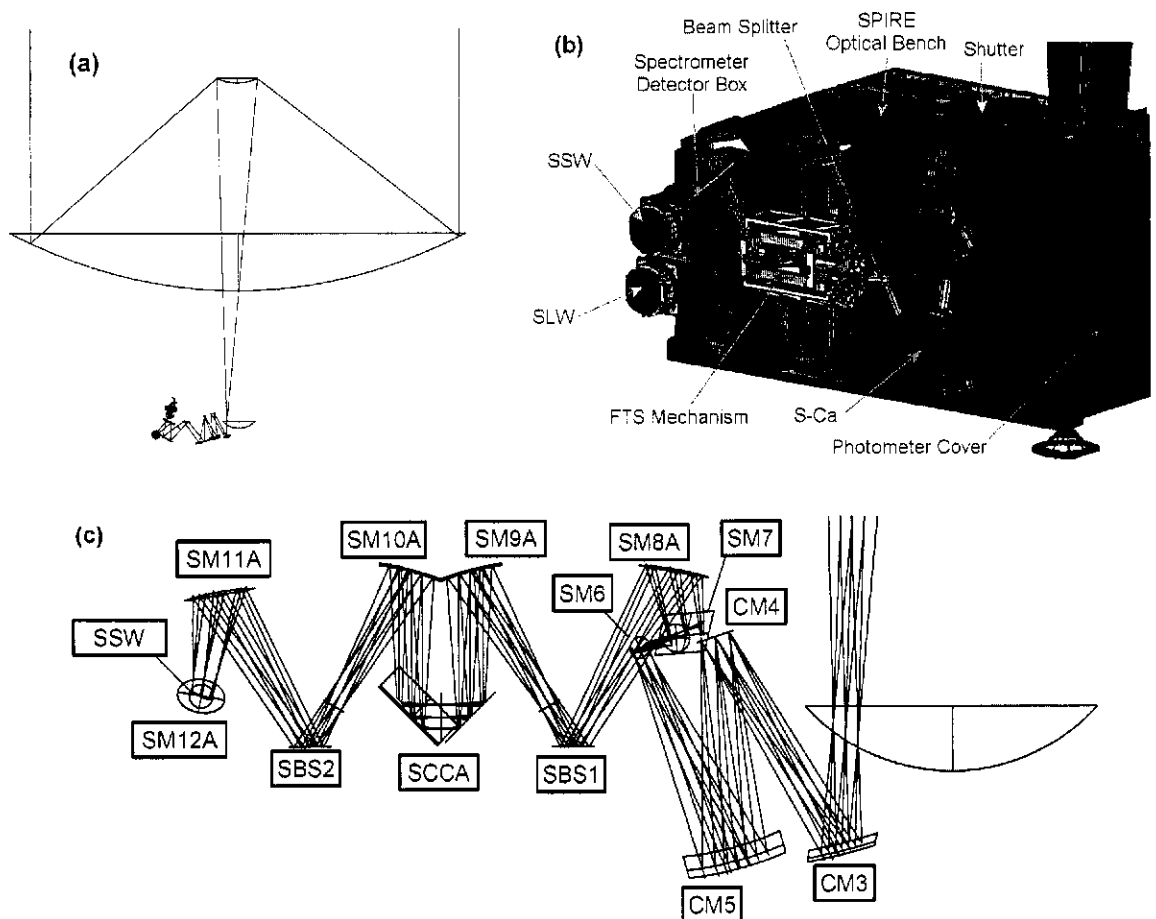 (a)
(b)
Beam Splitter
SPIRE
Optical Bench
Shutter
Spectrometer
Detector Box
SSW
SLW
FTS Mechanism
S-Ca
Photometer Cover
(c)
SM10A
SM9A
SM7
SM11A
SM8A
SM6
CM4
SSW
SM12A
SBS2
SCCA
SBS1
CM5
CM3